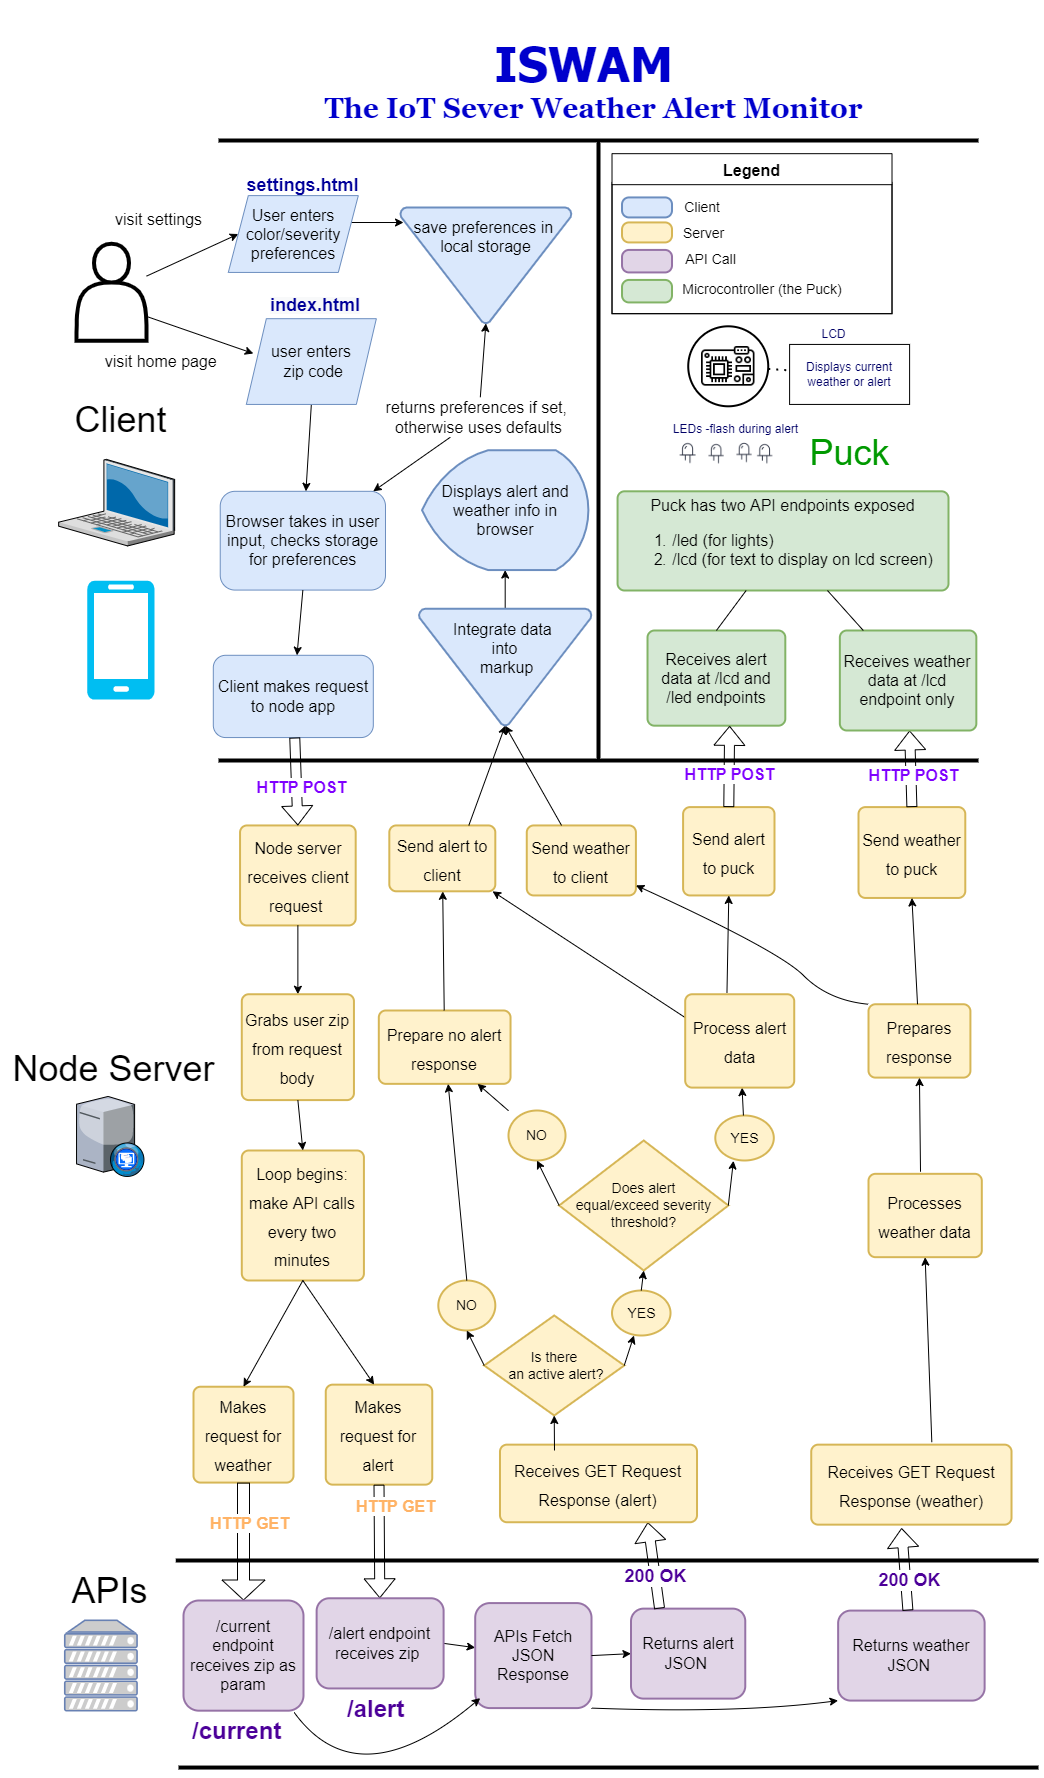 ISWAM
The IoT Sever Weather Alert Monitor
settings.html
visit settings
User enters
color/severity
preferences
save preferences in
local storage
index.html
visit home page
user enters
zip code
Client
returns preferences if set,
otherwise uses defaults
Browser takes in user
input, checks storage
for preferences
Displays alert and
weather info in
browser
Integrate data
into
markup
Client makes request
to node app
Legend
Client
Server
API Call
Microcontroller (the Puck)
LCD
Displays current
weather or alert
LEDs -flash during alert
Puck
Puck has two API endpoints exposed
1. /led (for lights)
2. /lcd (for text to display on lcd screen)
Receives alert
data at /lcd and
/led endpoints
Receives weather
data at /lcd
endpoint only
HTTP POST
HTTP POST
HTTP POST
Node server
receives client
request
Send alert to
client
Send weather
to client
Send alert
to puck
Send weather
to puck
Node Server
Grabs user zip
from request
body
Prepare no alert
response
Process alert
data
Prepares
response
NO
YES
Loop begins:
make API calls
every two
minutes
Does alert
equal/exceed severity
threshold?
Processes
weather data
NO
YES
Is there
an active alert?
Makes
request for
weather
Makes
request for
alert
Receives GET Request
Response (alert)
Receives GET Request
Response (weather)
HTTP GET
HTTP GET
200 OK
200 OK
APIs
/current
endpoint
receives zip as
param
/alert endpoint
receives zip
APIs Fetch
JSON
Response
Returns alert
JSON
Returns weather
JSON
/current
/alert